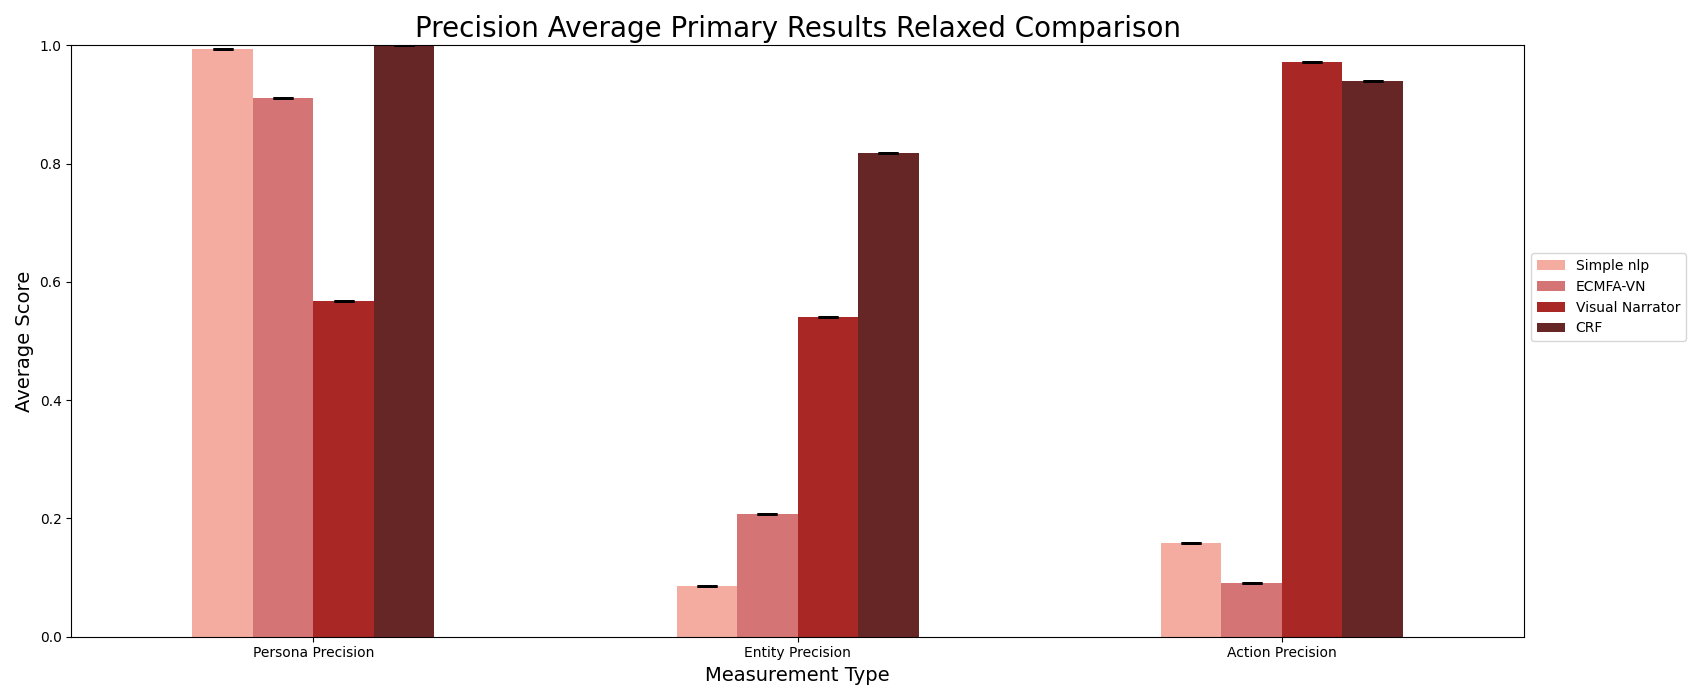 Precision Average Primary Results Relaxed Comparison
Average Score
1.0
0.8
0.6
0.4
0.2
0.0
Persona Precision
Entity Precision
Action Precision
Measurement Type
Simple nlp
ECMFA-VN
Visual Narrator
CRF